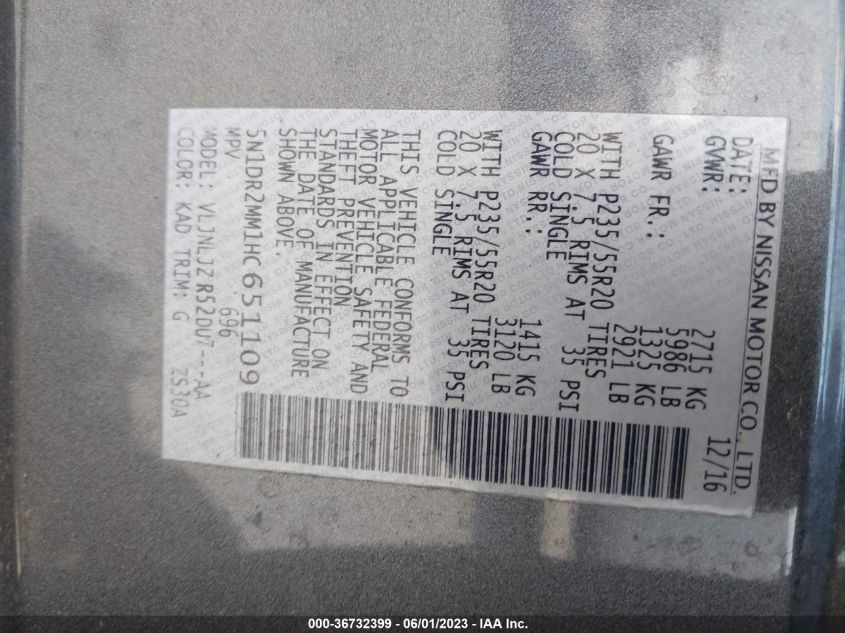 MFD BY NISSAN MOTOR CO., LTD.
DATE: 12/16
GVWR: 2715 KG
5986 LB
GAWR FR.: 1325 KG
2921 LB
WITH P235/55R20 TIRES
20 X 7.5 RIMS AT 35 PSI
COLD SINGLE
GAWR RR.: 1415 KG
3120 LB
WITH P235/55R20 TIRES
20 X 7.5 RIMS AT 35 PSI
COLD SINGLE
THIS VEHICLE CONFORMS TO
ALL APPLICABLE FEDERAL
MOTOR VEHICLE SAFETY AND
THEFT PREVENTION
STANDARDS IN EFFECT ON
THE DATE OF MANUFACTURE
SHOWN ABOVE.
5N1DR2MM1HC651109
MPV 696
MODEL: VLJNLJZR52DU7---AA
COLOR: KAD TRIM: G 2S30A
000-36732399 - 06/01/2023 - IAA Inc.